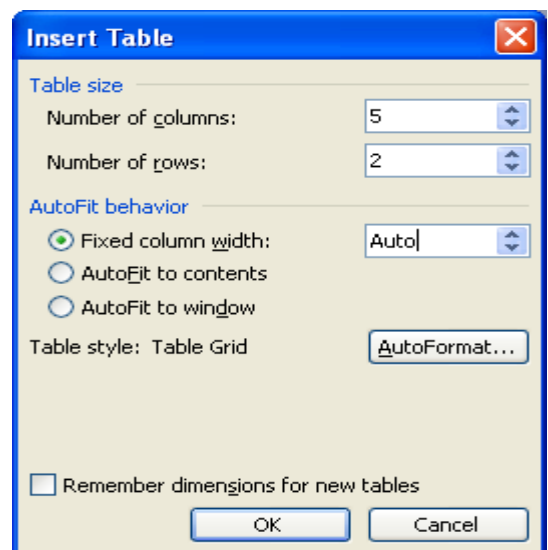 Insert Table
Table size
Number of columns: 5
Number of rows: 2
AutoFit behavior
Fixed column width: Auto
AutoFit to contents
AutoFit to window
Table style: Table Grid AutoFormat...
Remember dimensions for new tables
OK Cancel